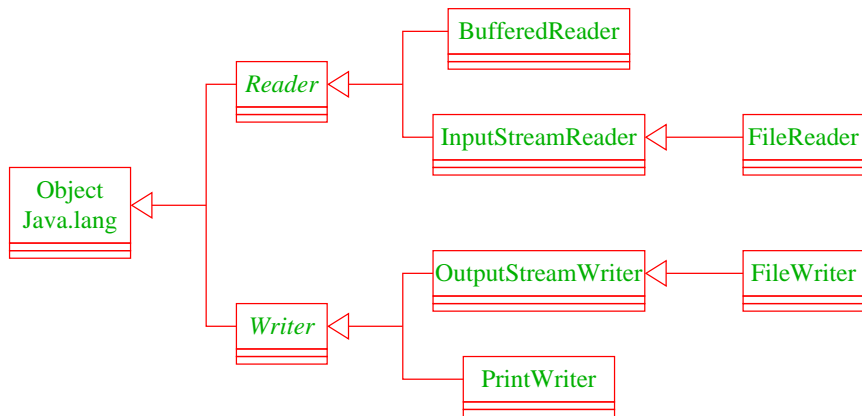 BufferedReader
Reader
InputStreamReader
FileReader
Object
Java.lang
OutputStreamWriter
FileWriter
Writer
PrintWriter